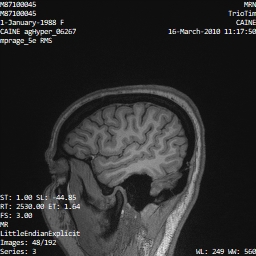 M87100045
M87100045
1-January-1988 F
CAINE agHyper_06267
mprage_5e RMS
MRN
TrioTim
CAINE
16-March-2010 11:17:50
ST: 1.00 SL: -44.85
RT: 2530.00 ET: 1.64
FS: 3.00
MR
LittleEndianExplicit
Images: 48/192
Series: 3
WL: 249 WW: 560